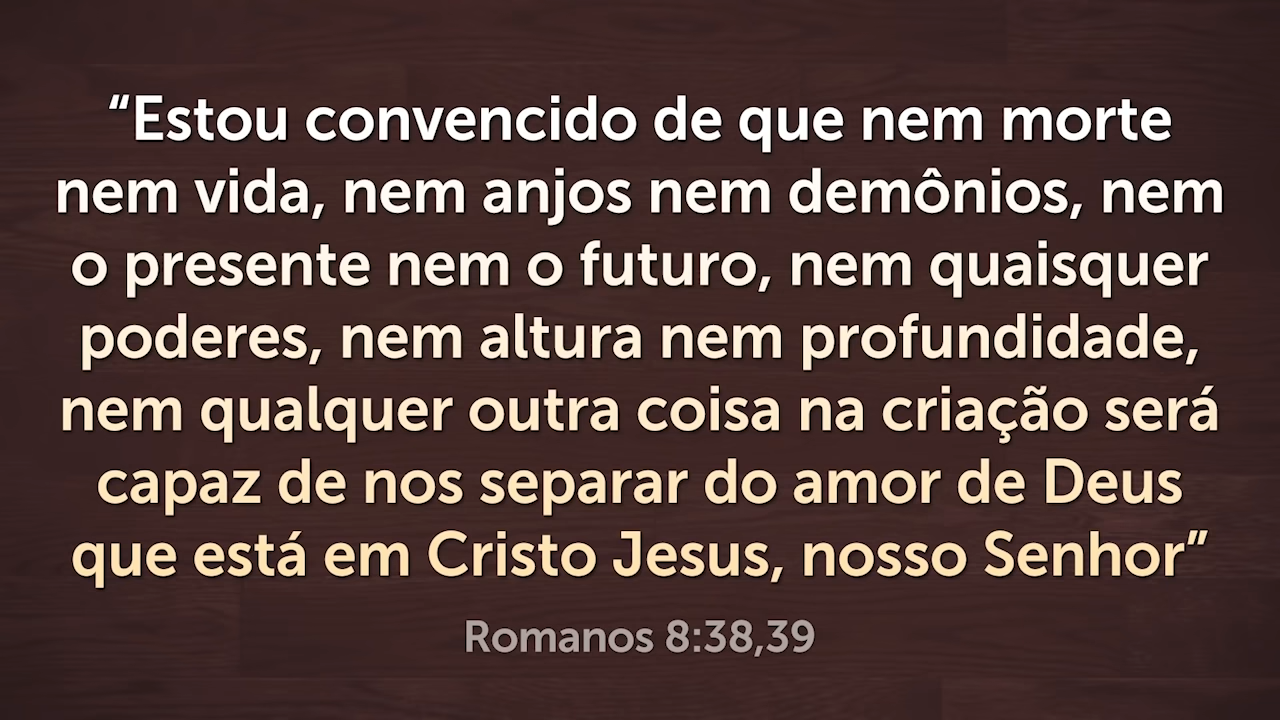 “Estou convencido de que nem morte
nem vida, nem anjos nem demônios, nem
o presente nem o futuro, nem quaisquer
poderes, nem altura nem profundidade,
nem qualquer outra coisa na criação será
capaz de nos separar do amor de Deus
que está em Cristo Jesus, nosso Senhor”
Romanos 8:38,39